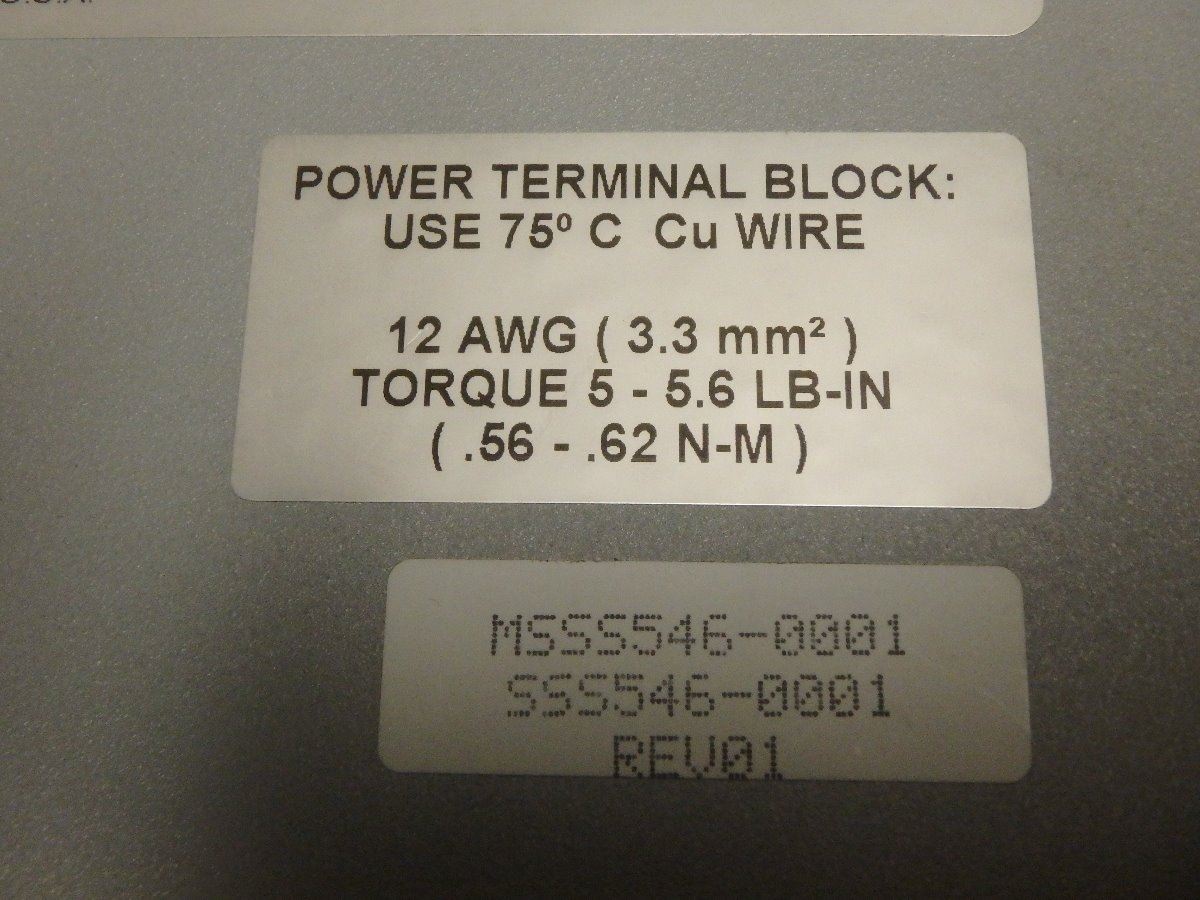 U.S.A.
POWER TERMINAL BLOCK:
USE 75º C Cu WIRE
12 AWG ( 3.3 mm² )
TORQUE 5 - 5.6 LB-IN
( .56 - .62 N-M )
MSSS546-0001
SSS546-0001
REV01